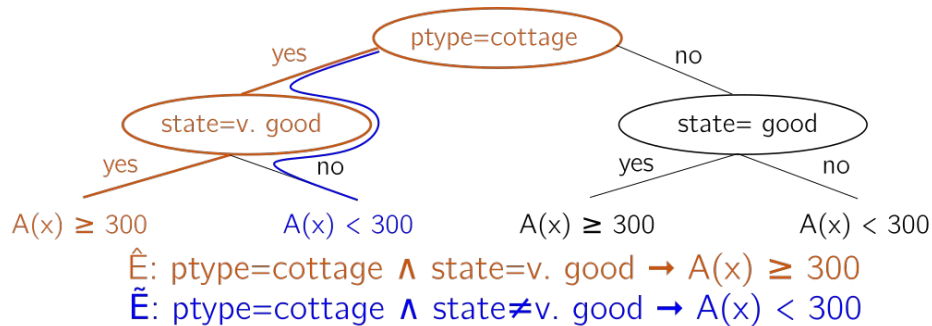 ptype=cottage
yes
no
state=v. good
state= good
yes
no
yes
no
A(x) ≥ 300
A(x) < 300
A(x) ≥ 300
A(x) < 300
Ê: ptype=cottage ∧ state=v. good → A(x) ≥ 300
Ẽ: ptype=cottage ∧ state≠v. good → A(x) < 300